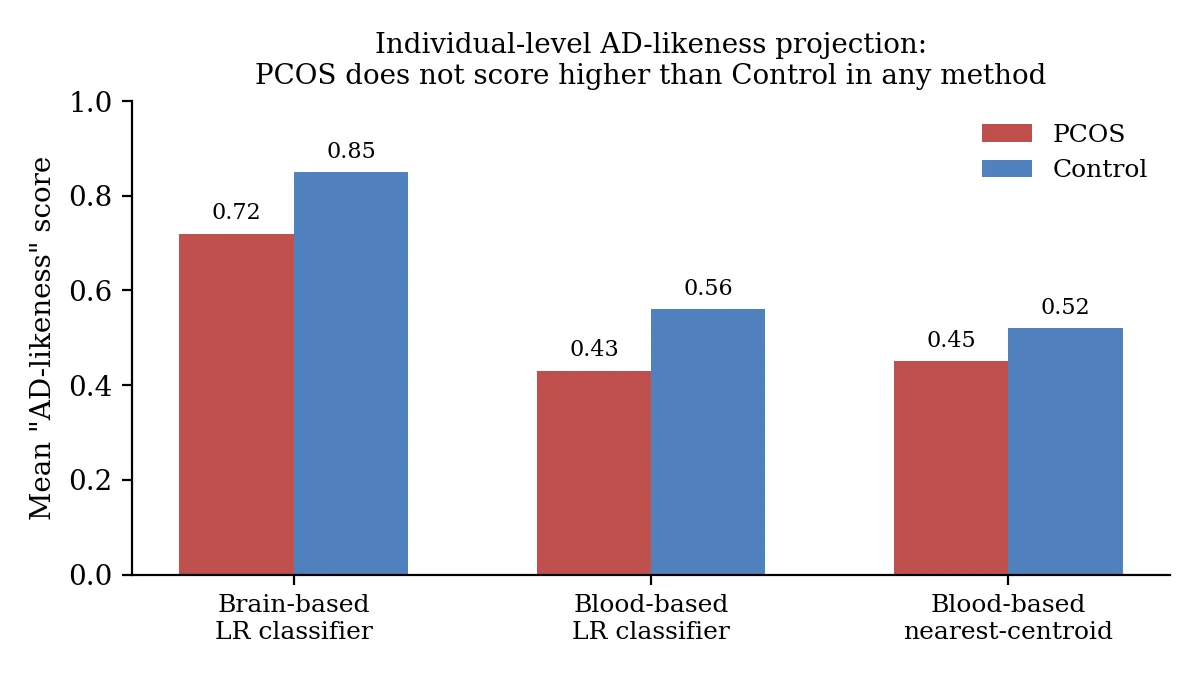 Individual-level AD-likeness projection:
PCOS does not score higher than Control in any method
Mean "AD-likeness" score
1.0
0.8
0.6
0.4
0.2
0.0
PCOS
Control
0.72
0.85
0.43
0.56
0.45
0.52
Brain-based
LR classifier
Blood-based
LR classifier
Blood-based
nearest-centroid